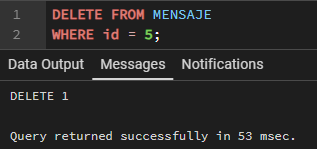 1 DELETE FROM MENSAJE
2 WHERE id = 5;
Data Output Messages Notifications
DELETE 1
Query returned successfully in 53 msec.